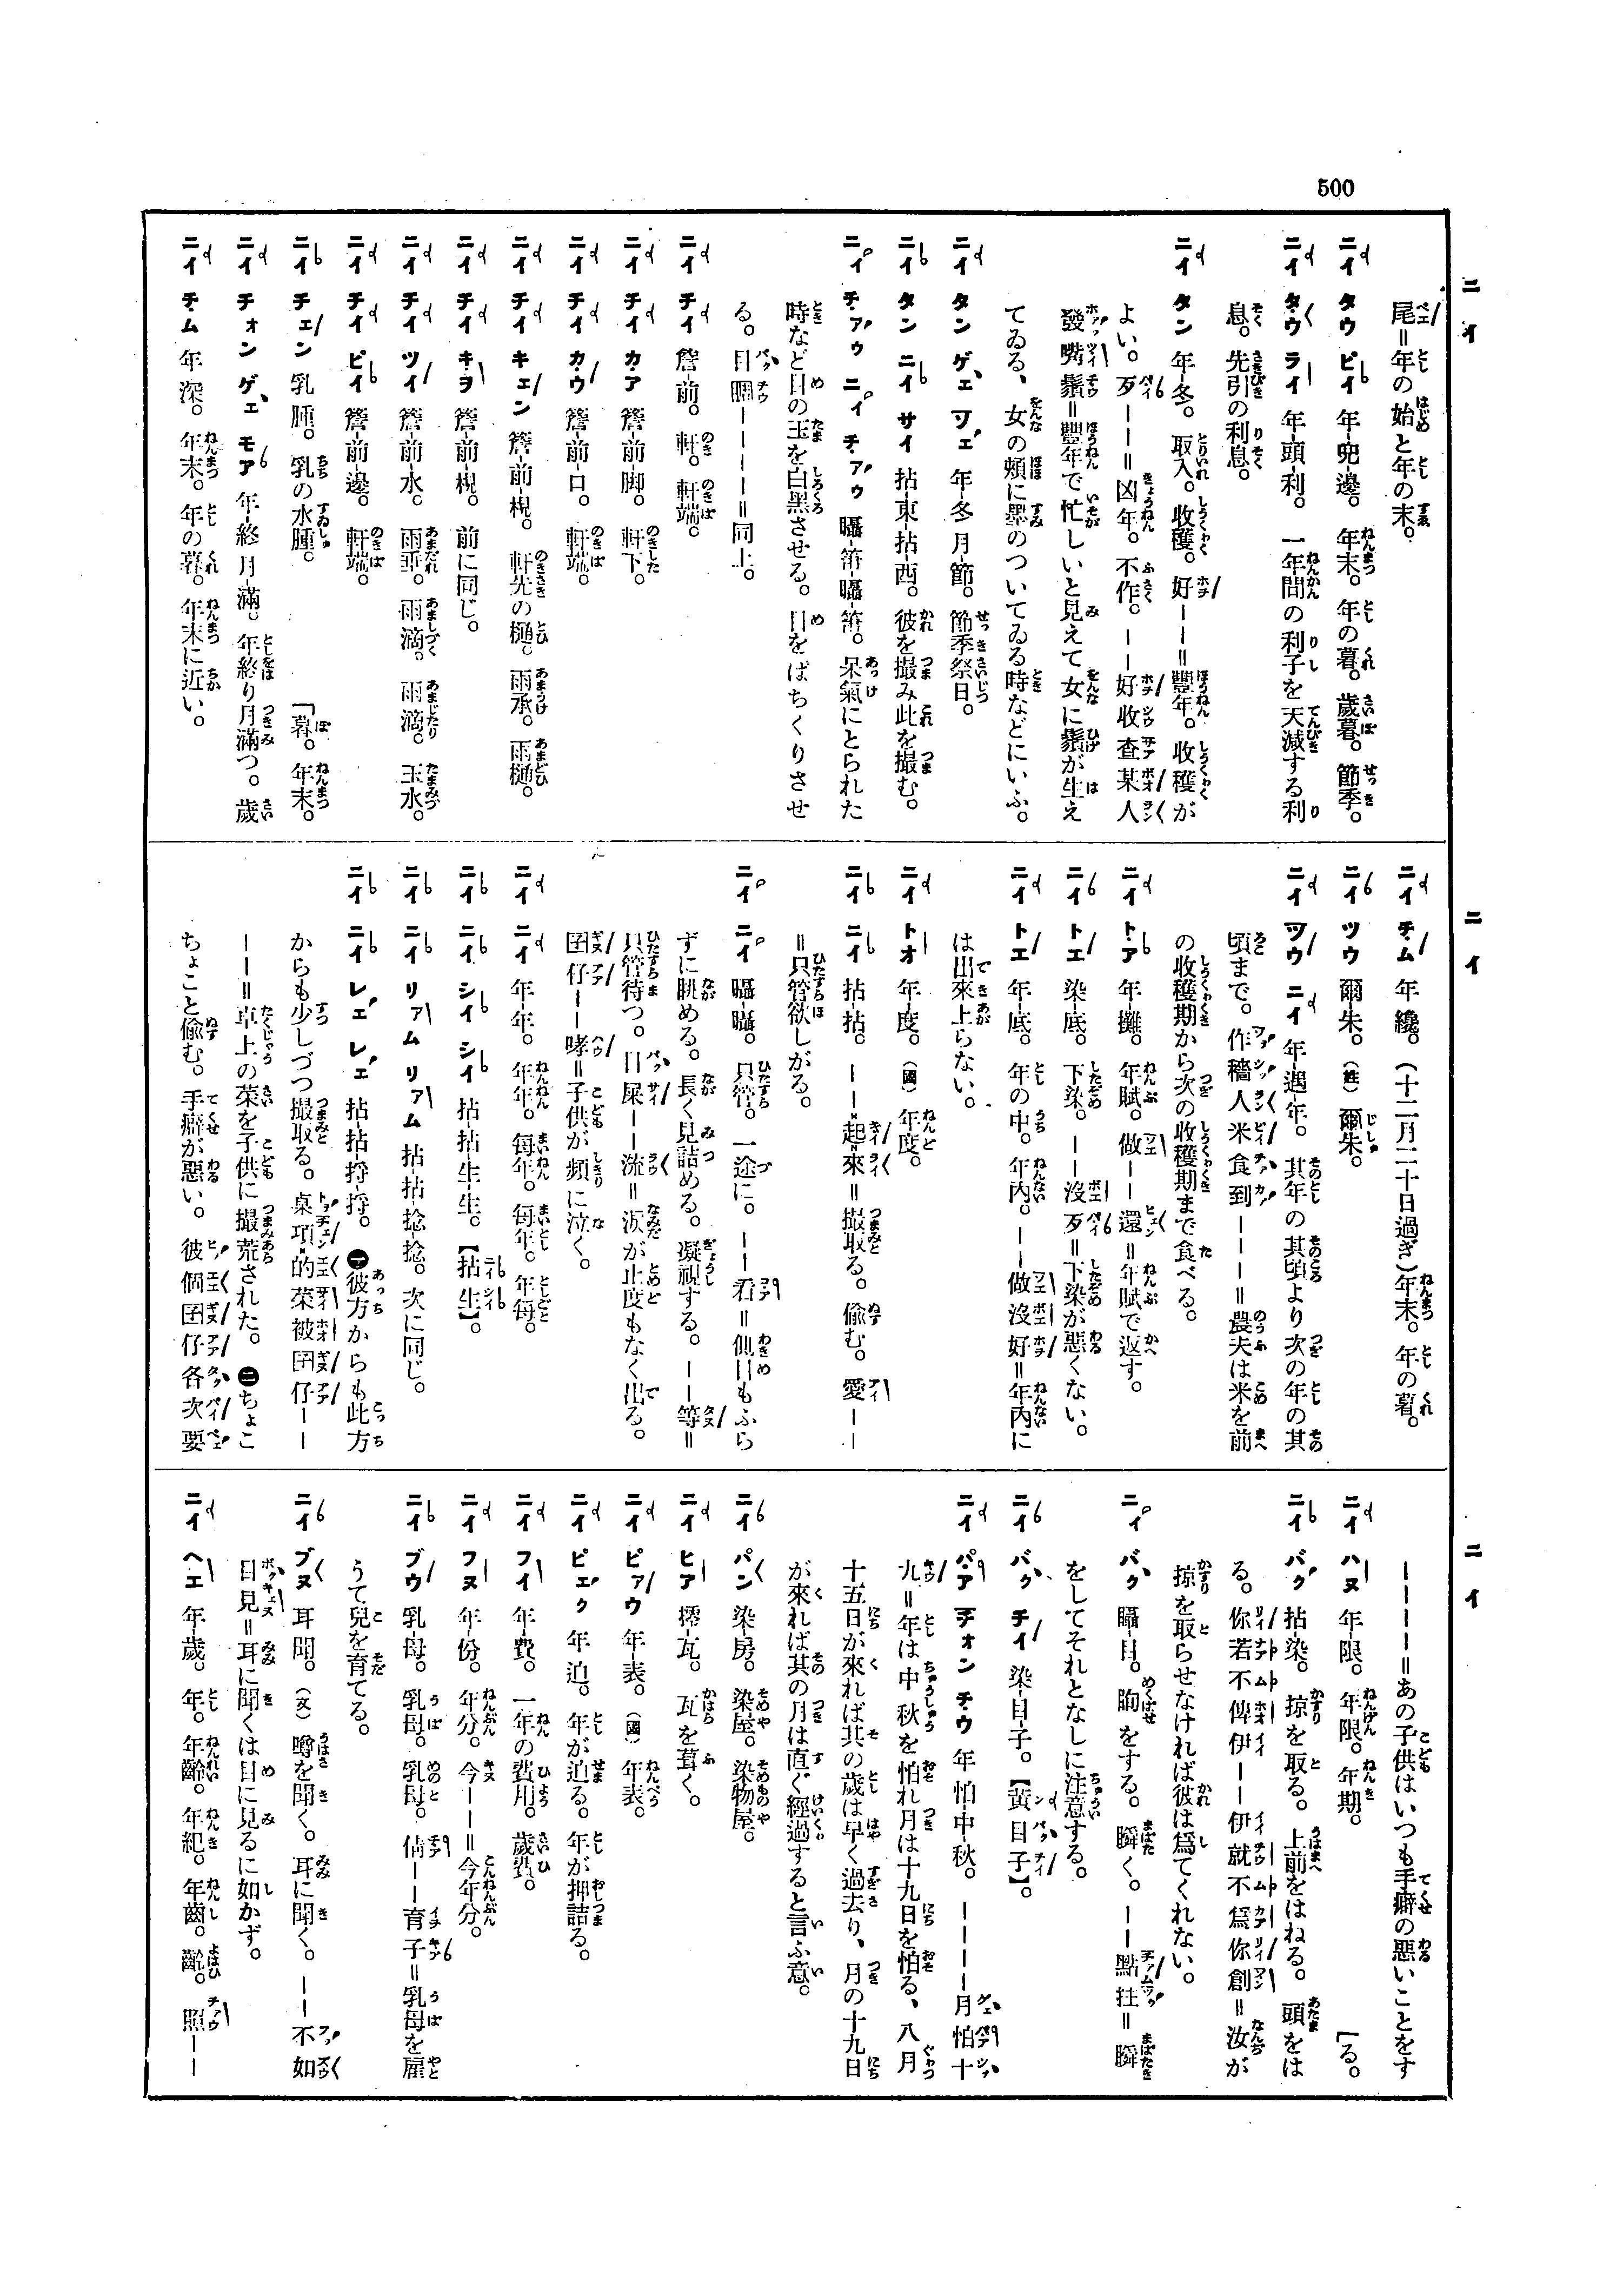 500
ニイ
尾＝年の始と年の末。
ニイ タウ ピイ 年‐兜‐邊。 年末。年の暮。歲暮。節季。
ニイ タウ ライ 年‐頭‐利。 一年間の利子を天減する利
息。先引の利息。
ニイ タン 年‐冬。 取入。收穫。好‐‐＝豐年。收穫が
よい。歹‐‐＝凶年。不作。‐‐好收査某人
發嘴鬚＝豐年で忙しいと見えて女に鬚が生え
てゐる、女の頰に墨のついてゐる時などにいふ。
ニイ タン ゲェ ツェ 年‐冬‐月‐節。 節季祭日。
ニイ タン ニイ サイ 拈‐東‐拈‐西。 彼を撮み此を撮む。
呆氣にとられた
時など目の玉を白黑させる。目をぱちくりさせ
る。目睭‐‐‐‐＝同上。
ニイ チイ 簷‐前。 軒。軒端。
ニイ チイ カ・ア 簷‐前‐脚。 軒下。
ニイ チイ カ・ウ 簷‐前‐口。 軒端。
ニイ チイ キェン 簷‐前‐梘。 軒先の樋。雨承。雨樋。
ニイ チイ キ・ヲ 簷‐前‐梘。 前に同じ。
ニイ チイ ツイ 簷‐前‐水。 雨垂。雨滴。雨滴。玉水。
ニイ チイ ピイ 簷‐前‐邊。 軒端。
ニイ チェン 乳‐腫。 乳の水腫。 「暮。年末。
ニイ チォン ゲェ モア 年‐終‐月‐滿。 年終り月滿つ。歲
ニイ チ・ム 年‐深。 年末。年の暮。年末に近い。
ニイ
ニイ チ・ム 年‐纔。 (十二月二十日過ぎ)年末。年の暮。
ニイ ツウ 爾‐朱。 (姓) 爾朱。
ニイ ツウ ニイ 年‐遇‐年。 其年の其頃より次の年の其
頃まで。作穡人米食到‐‐‐‐＝農夫は米を前
の收穫期から次の收穫期まで食べる。
ニイ ト・ア 年‐攤。 年賦。做‐‐還＝年賦で返す。
ニイ トエ 染‐底。 下染。‐‐沒歹＝下染が惡くない。
ニイ トエ 年‐底。 年の中。年內。‐‐做沒好＝年內に
は出來上らない。
ニイ トオ 年‐度。 (國) 年度。
ニイ ニイ 拈‐拈。 ‐‐起來＝撮取る。偸む。愛‐‐
＝只管欲しがる。
ニイ ニイ 只管。一途に。‐‐看＝側目もふら
ずに眺める。長く見詰める。凝視する。‐‐等＝
只管待つ。目屎‐‐流＝淚が止度もなく出る。
囝仔‐‐哮＝子供が頻に泣く。
ニイ ニイ 年‐年。 年年。每年。每年。年每。
ニイ シイ シイ 拈‐拈‐生‐生。 【拈生】。
ニイ リアム リアム 拈‐拈‐捻‐捻。次に同じ。
ニイ ニイ レェ レェ 拈‐拈‐捋‐捋。 ㊀彼方からも此方
からも少しづつ撮取る。桌頂的菜被囝仔‐‐
‐‐＝卓上の菜を子供に撮荒された。㊁ちょこ
ちょこと偸む。手癖が惡い。彼個囝仔各次要
ニイ
‐‐‐‐＝あの子供はいつも手癖の惡いことをす
ニイ ハヌ 年‐限。 年限。年期。 「る。
ニイ バク 拈‐染。 掠を取る。上前をはねる。頭をは
る。你若不俾伊‐‐伊就不爲你創＝汝が
掠を取らせなければ彼は爲てくれない。
ニイ バク 胸をする。瞬く。‐‐點拄＝瞬
をしてそれとなしに注意する。
ニイ バク チイ 染‐目‐子。 【黃目子】。
ニイ パ・ア チォン チウ 年‐怕‐中‐秋。 ‐‐‐‐月怕十
九＝年は中秋を怕れ月は十九日を怕る、八月
十五日が來れば其の歲は早く過去り、月の十九日
が來れば其の月は直ぐ經過すると言ふ意。
ニイ パン 染‐房。 染屋。染物屋。
ニイ ヒア 瓦を葺く。
ニイ ピァウ 年‐表。 (國) 年表。
ニイ ピェク 年‐迫。 年が迫る。年が押詰る。
ニイ フイ 年‐費。 一年の費用。歲費。
ニイ フヌ 年‐份。 年分。今‐‐＝今年分。
ニイ ブウ 乳‐母。 乳母。乳母。倩‐‐育子＝乳母を雇
うて兒を育てる。
ニイ ブヌ 耳‐聞。 (文) 噂を聞く。耳に聞く。‐‐不如
目見＝耳に聞くは目に見るに如かず。
ニイ ヘエ 年‐歲。 年。年齡。年紀。年齒。齡。照‐‐